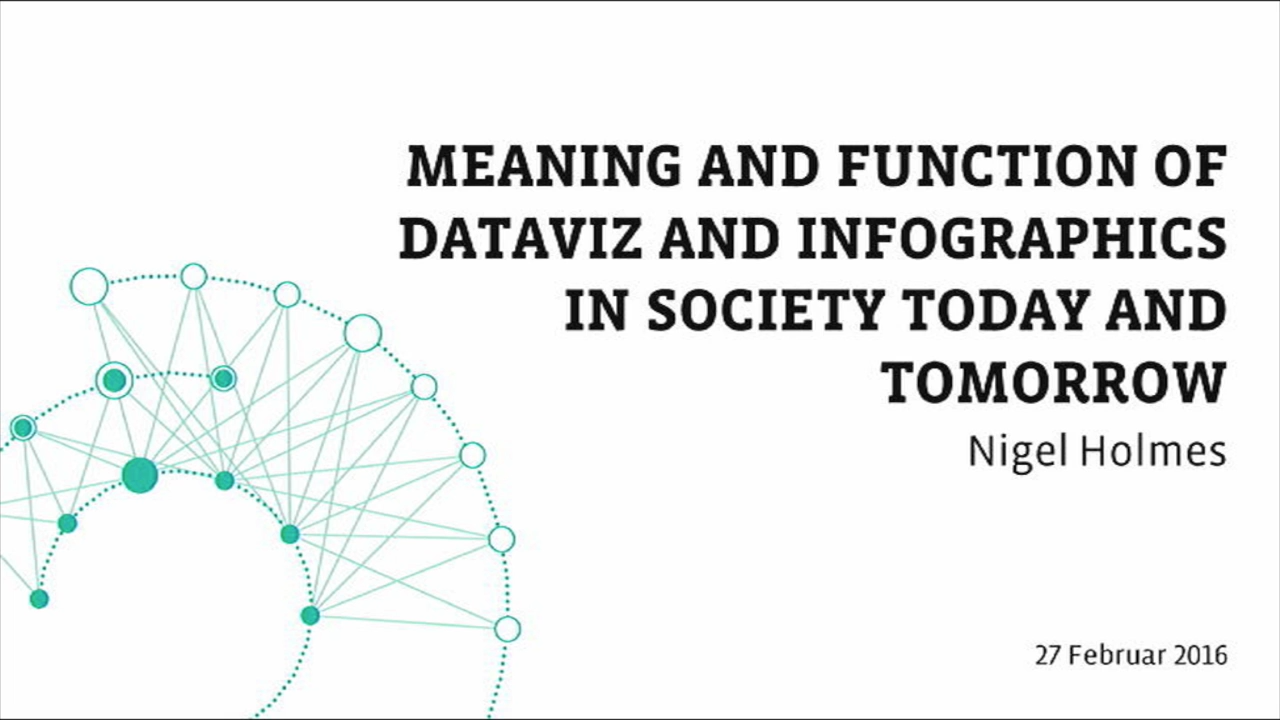 MEANING AND FUNCTION OF
DATAVIZ AND INFOGRAPHICS
IN SOCIETY TODAY AND
TOMORROW
Nigel Holmes
27 Februar 2016